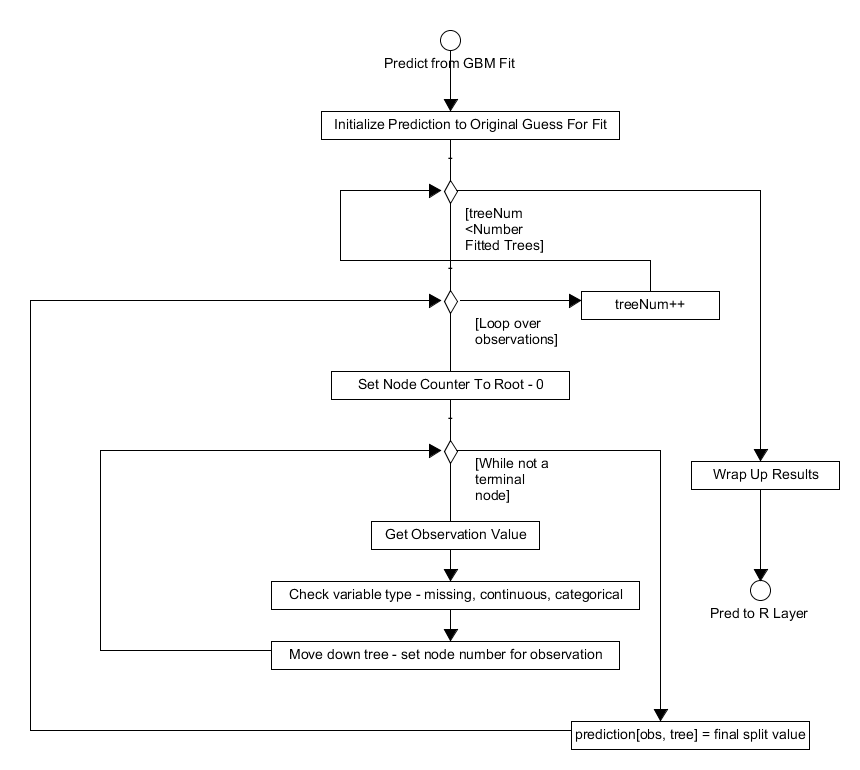 Predict from GBM Fit
Initialize Prediction to Original Guess For Fit
[treeNum
<Number
Fitted Trees]
treeNum++
[Loop over
observations]
Set Node Counter To Root - 0
[While not a
terminal
node]
Wrap Up Results
Get Observation Value
Check variable type - missing, continuous, categorical
Pred to R Layer
Move down tree - set node number for observation
prediction[obs, tree] = final split value